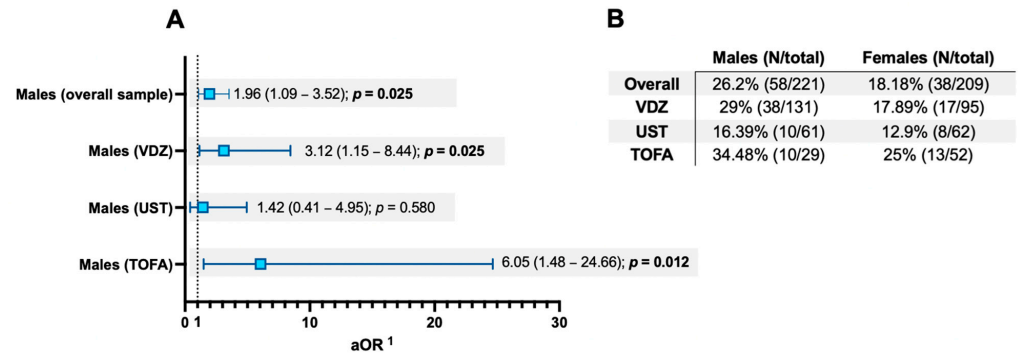 A
Males (overall sample) 1.96 (1.09 – 3.52); p = 0.025
Males (VDZ) 3.12 (1.15 – 8.44); p = 0.025
Males (UST) 1.42 (0.41 – 4.95); p = 0.580
Males (TOFA) 6.05 (1.48 – 24.66); p = 0.012
0 1 10 20 30
aOR 1
B
Males (N/total) Females (N/total)
Overall 26.2% (58/221) 18.18% (38/209)
VDZ 29% (38/131) 17.89% (17/95)
UST 16.39% (10/61) 12.9% (8/62)
TOFA 34.48% (10/29) 25% (13/52)